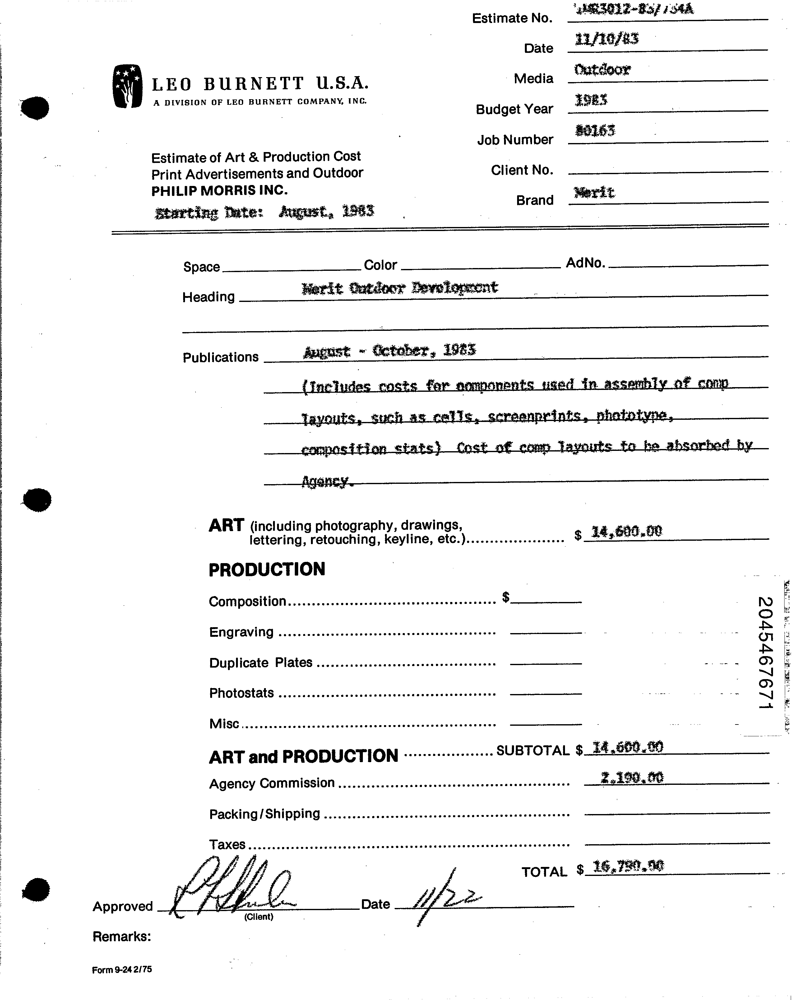 Estimate No.
Date 11/10/83
Media Outdoor
Budget Year 1983
Job Number 80163
Client No.
Brand Merit
LEO BURNETT U.S.A.
A DIVISION OF LEO BURNETT COMPANY, INC.
Estimate of Art & Production Cost
Print Advertisements and Outdoor
PHILIP MORRIS INC.
Starting Date: August, 1983
Space Color AdNo.
Heading Merit Outdoor Development
Publications August - October, 1983
(Includes costs for components used in assembly of comp
layouts, such as cells, screenprints, phototype,
composition stats) Cost of comp layouts to be absorbed by
Agency.
ART (including photography, drawings,
lettering, retouching, keyline, etc.)..................... $ 14,600.00
PRODUCTION
Composition........................................... $
Engraving ............................................
Duplicate Plates ....................................
Photostats ...........................................
Misc..................................................
ART and PRODUCTION .................. SUBTOTAL $ 14,600.00
Agency Commission ............................................... 2,190.00
Packing/Shipping .................................................
Taxes................................................................
TOTAL $ 16,790.00
Approved Date 11/22
(Client)
Remarks:
Form 9-24 2/75
2045467671